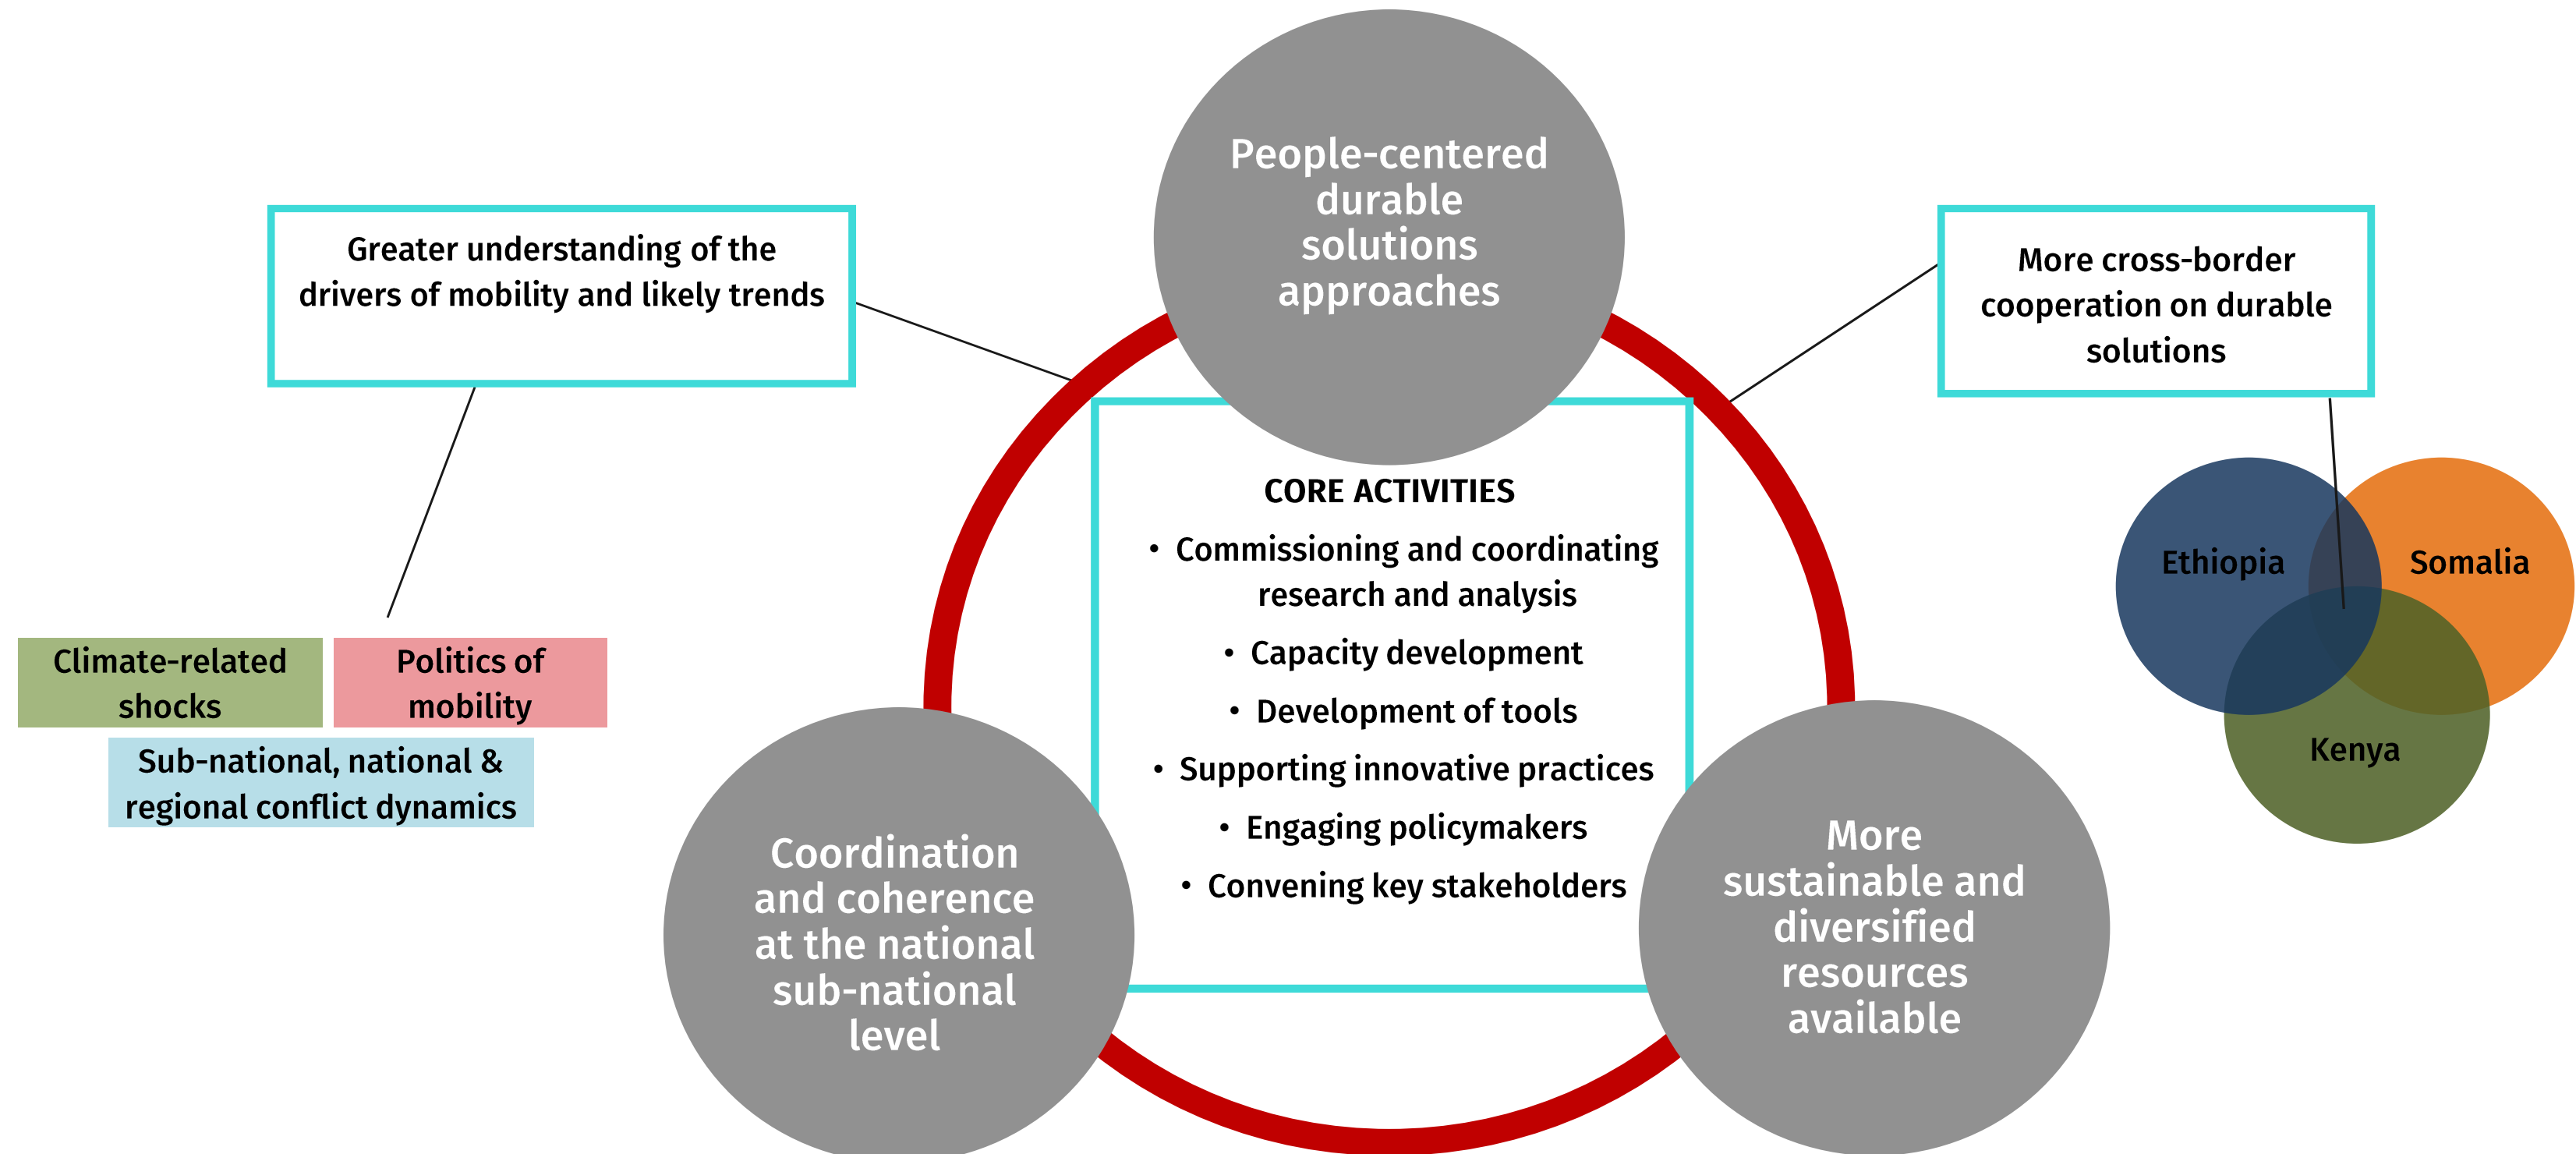 People-centered
durable
solutions
approaches
Greater understanding of the
drivers of mobility and likely trends
More cross-border
cooperation on durable
solutions
CORE ACTIVITIES
• Commissioning and coordinating
research and analysis
• Capacity development
• Development of tools
• Supporting innovative practices
• Engaging policymakers
• Convening key stakeholders
Climate-related
shocks
Politics of
mobility
Sub-national, national &
regional conflict dynamics
Ethiopia
Somalia
Kenya
Coordination
and coherence
at the national
sub-national
level
More
sustainable and
diversified
resources
available